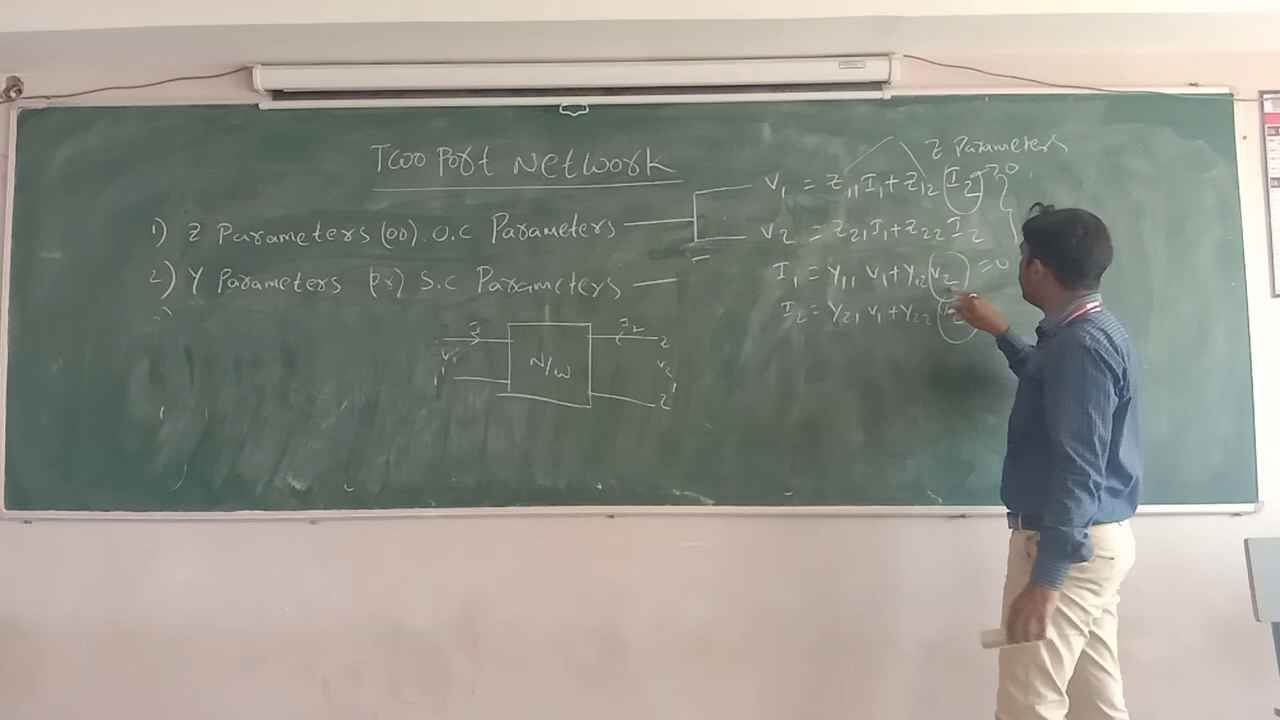 Two Port Network
Z Parameters
1) Z Parameters (or) O.C Parameters
V1 = Z11 I1 + Z12 I2 = 0
V2 = Z21 I1 + Z22 I2
2) Y Parameters (or) S.C Parameters
I1 = Y11 V1 + Y12 V2 = 0
I2 = Y21 V1 + Y22 V2
I1 I2 2
V1 N/W V2
1' 2'